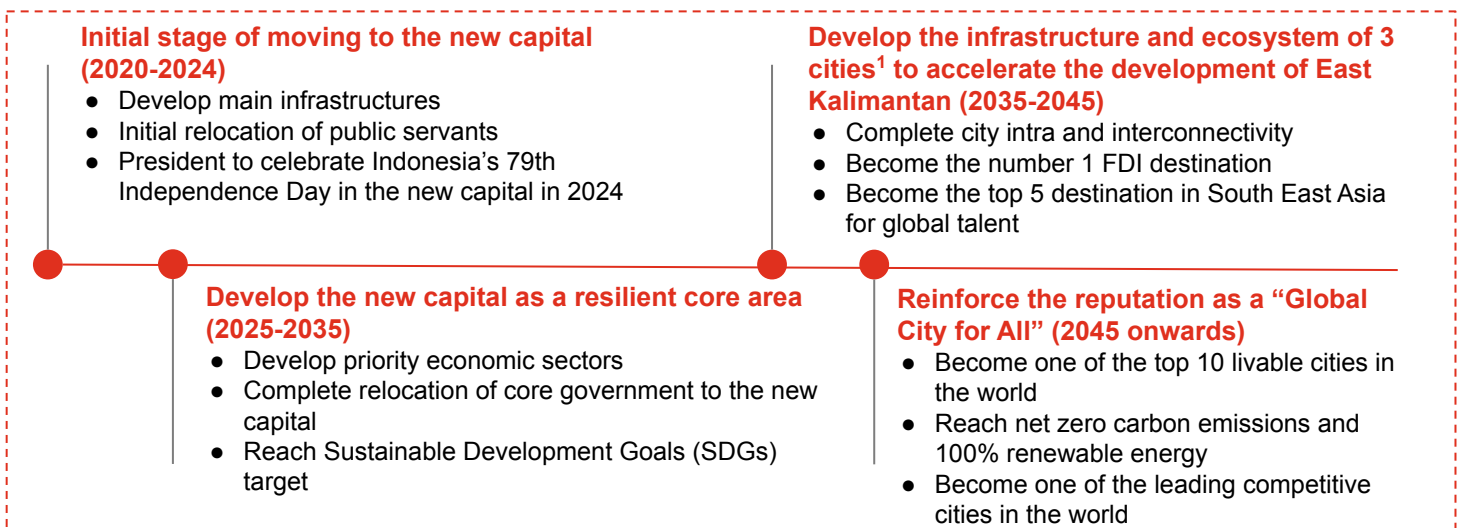 Initial stage of moving to the new capital
(2020-2024)
● Develop main infrastructures
● Initial relocation of public servants
● President to celebrate Indonesia’s 79th
Independence Day in the new capital in 2024
Develop the new capital as a resilient core area
(2025-2035)
● Develop priority economic sectors
● Complete relocation of core government to the new
capital
● Reach Sustainable Development Goals (SDGs)
target
Develop the infrastructure and ecosystem of 3
cities¹ to accelerate the development of East
Kalimantan (2035-2045)
● Complete city intra and interconnectivity
● Become the number 1 FDI destination
● Become the top 5 destination in South East Asia
for global talent
Reinforce the reputation as a “Global
City for All” (2045 onwards)
● Become one of the top 10 livable cities in
the world
● Reach net zero carbon emissions and
100% renewable energy
● Become one of the leading competitive
cities in the world